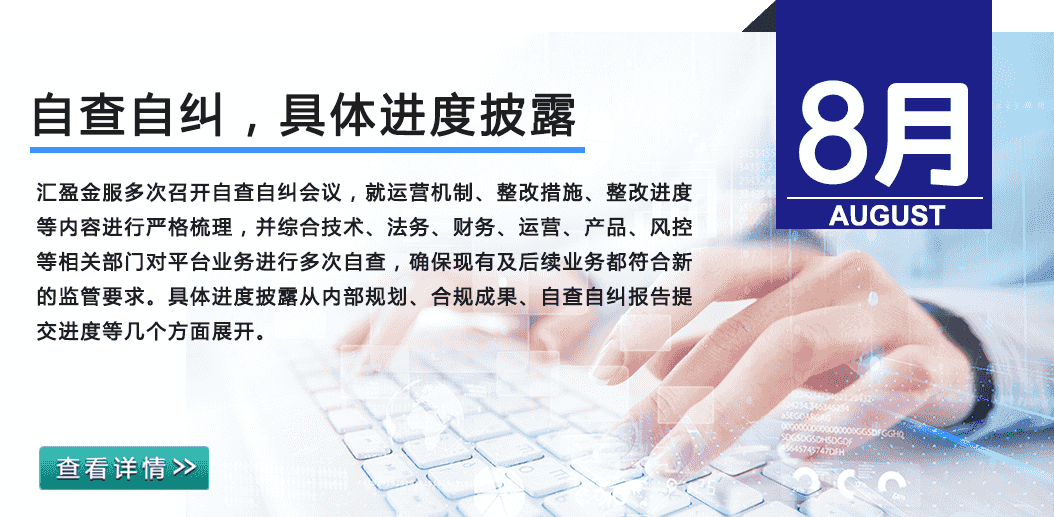 8月
AUGUST
自查自纠，具体进度披露
汇盈金服多次召开自查自纠会议，就运营机制、整改措施、整改进度
等内容进行严格梳理，并综合技术、法务、财务、运营、产品、风控
等相关部门对平台业务进行多次自查，确保现有及后续业务都符合新
的监管要求。具体进度披露从内部规划、合规成果、自查自纠报告提
交进度等几个方面展开。
查看详情>>